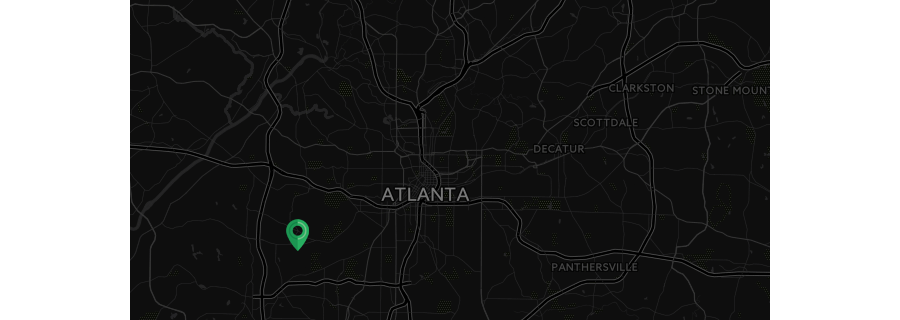 CLARKSTON
STONE MOUNT
SCOTTDALE
DECATUR
ATLANTA
PANTHERSVILLE